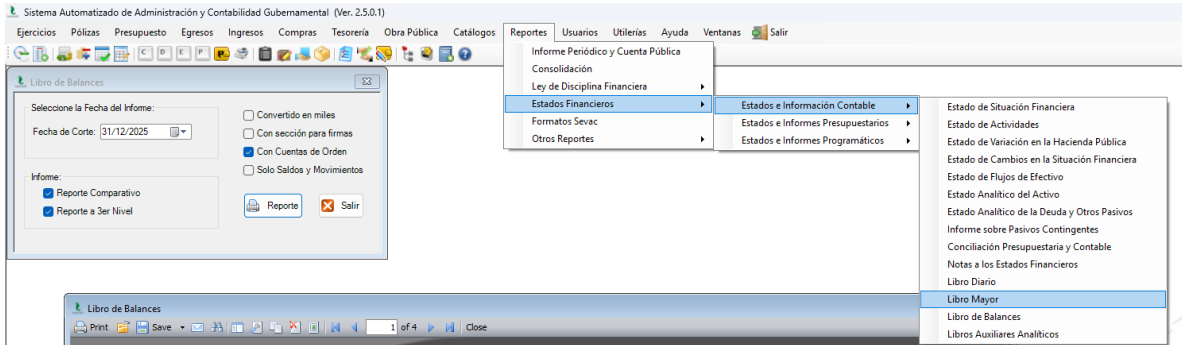 Sistema Automatizado de Administración y Contabilidad Gubernamental (Ver. 2.5.0.1)
Ejercicios Pólizas Presupuesto Egresos Ingresos Compras Tesorería Obra Pública Catálogos Reportes Usuarios Utilerías Ayuda Ventanas Salir
C D E P
Informe Periódico y Cuenta Pública
Consolidación
Ley de Disciplina Financiera
Estados Financieros
Formatos Sevac
Otros Reportes
Estados e Información Contable
Estados e Informes Presupuestarios
Estados e Informes Programáticos
Estado de Situación Financiera
Estado de Actividades
Estado de Variación en la Hacienda Pública
Estado de Cambios en la Situación Financiera
Estado de Flujos de Efectivo
Estado Analítico del Activo
Estado Analítico de la Deuda y Otros Pasivos
Informe sobre Pasivos Contingentes
Conciliación Presupuestaria y Contable
Notas a los Estados Financieros
Libro Diario
Libro Mayor
Libro de Balances
Libros Auxiliares Analíticos
Libro de Balances
Seleccione la Fecha del Informe:
Fecha de Corte: 31/12/2025
Convertido en miles
Con sección para firmas
Con Cuentas de Orden
Solo Saldos y Movimientos
Informe:
Reporte Comparativo
Reporte a 3er Nivel
Reporte
Salir
Libro de Balances
Print Save 1 of 4 Close